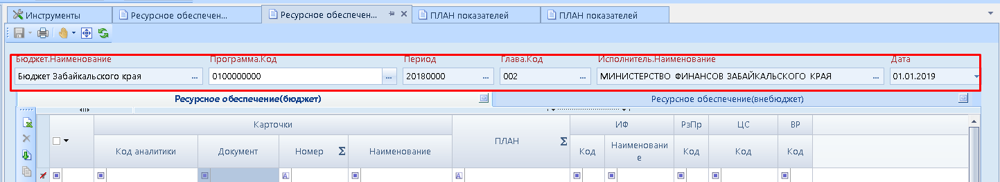 Инструменты Ресурсное обеспечен... Ресурсное обеспечен... ПЛАН показателей ПЛАН показателей
Бюджет.Наименование Программа.Код Период Глава.Код Исполнитель.Наименование Дата
Бюджет Забайкальского края ... 0100000000 ... 20180000 ... 002 ... МИНИСТЕРСТВО ФИНАНСОВ ЗАБАЙКАЛЬСКОГО КРАЯ ... 01.01.2019
Ресурсное обеспечение(бюджет) Ресурсное обеспечение(внебюджет)
Карточки ПЛАН Σ ИФ РзПр ЦС ВР
Код аналитики Документ Номер Σ Наименование Код Наименовани
е Код Код Код